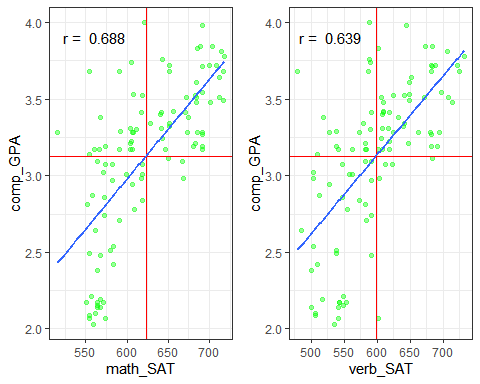 r = 0.688
comp_GPA
4.0
3.5
3.0
2.5
2.0
550 600 650 700
math_SAT
r = 0.639
comp_GPA
4.0
3.5
3.0
2.5
2.0
500 550 600 650 700
verb_SAT